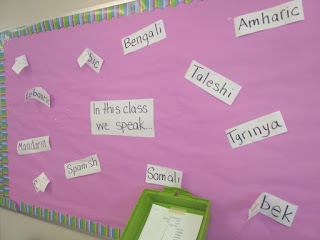 Amharic
Bengali
Taleshi
In this class
we speak...
Tgrinya
Mandarin
Spanish
Somali
bek